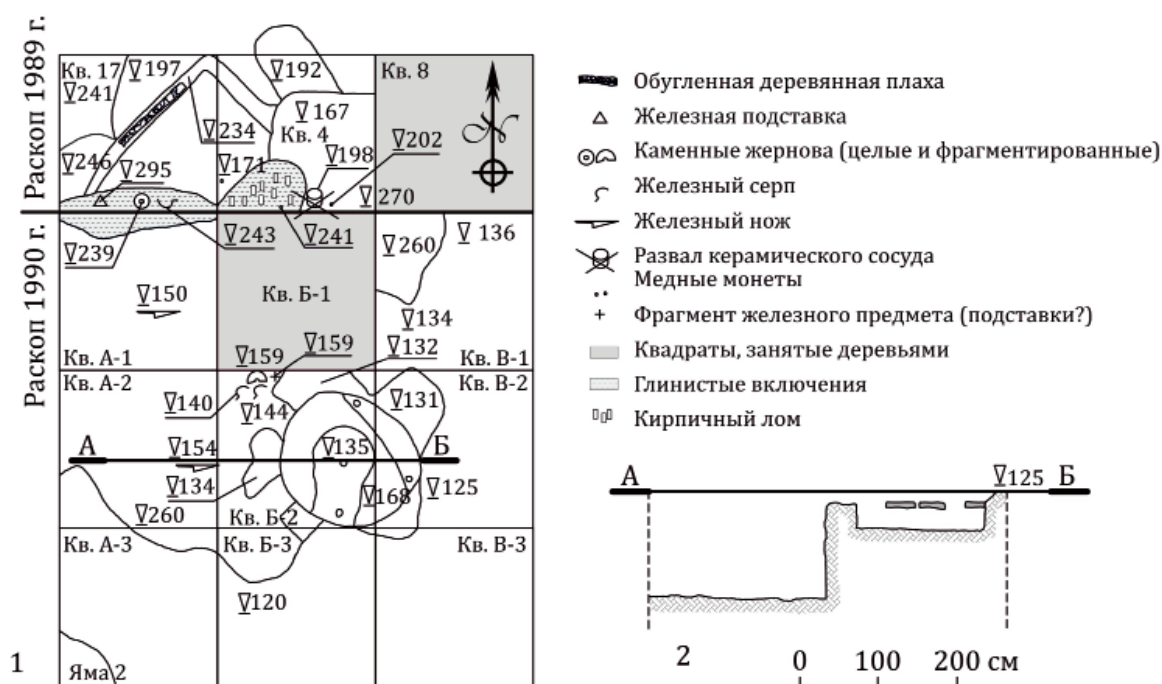 Раскоп 1989 г.
Раскоп 1990 г.
Кв. 17
197
241
192
Кв. 8
167
234
Кв. 4
202
246
295
171
198
270
239
243
241
260
136
150
Кв. Б-1
134
159
159
132
Кв. А-1
Кв. В-1
Кв. А-2
Кв. В-2
140
144
131
А
154
135
Б
134
168
125
260
Кв. Б-2
Кв. А-3
Кв. Б-3
Кв. В-3
120
1
Яма 2
N
Обугленная деревянная плаха
Железная подставка
Каменные жернова (целые и фрагментированные)
Железный серп
Железный нож
Развал керамического сосуда
Медные монеты
Фрагмент железного предмета (подставки?)
Квадраты, занятые деревьями
Глинистые включения
Кирпичный лом
А
125
Б
2
0 100 200 см